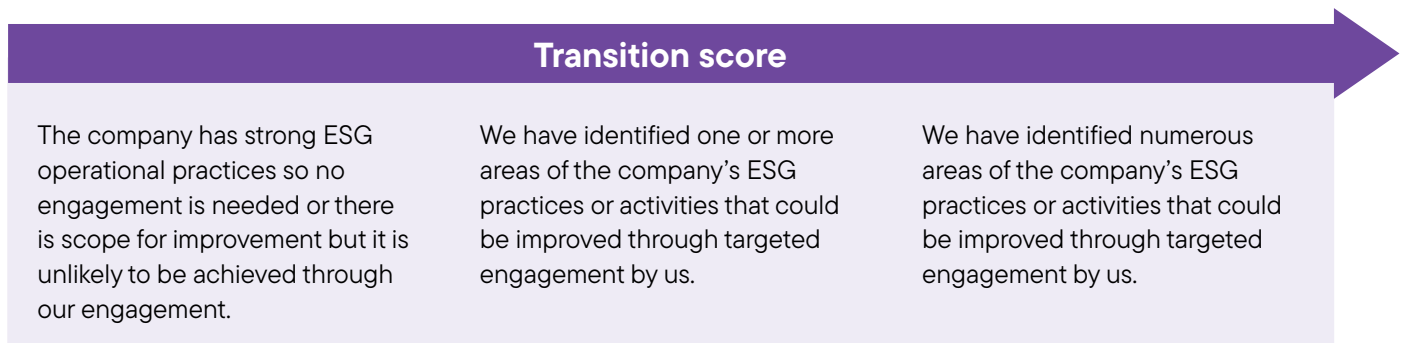 Transition score
The company has strong ESG
operational practices so no
engagement is needed or there
is scope for improvement but it is
unlikely to be achieved through
our engagement.
We have identified one or more
areas of the company’s ESG
practices or activities that could
be improved through targeted
engagement by us.
We have identified numerous
areas of the company’s ESG
practices or activities that could
be improved through targeted
engagement by us.